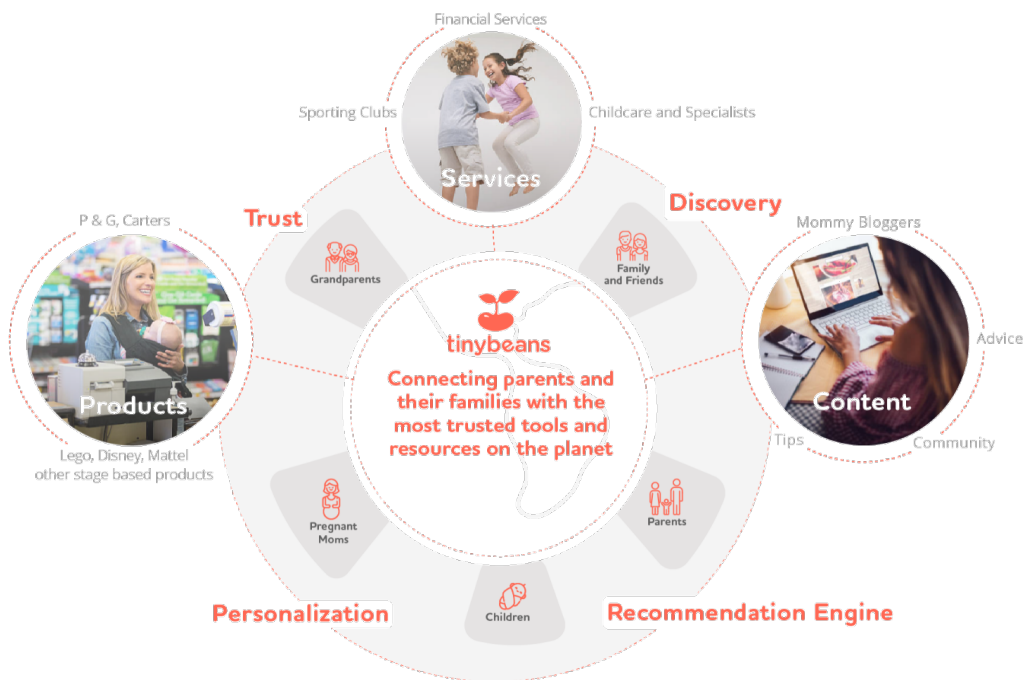 Financial Services
Sporting Clubs
Childcare and Specialists
Services
Trust
Discovery
P & G, Carters
Mommy Bloggers
Grandparents
Family
and Friends
tinybeans
Advice
Connecting parents and
their families with the
most trusted tools and
resources on the planet
Products
Content
Lego, Disney, Mattel
other stage based products
Tips
Community
Pregnant
Moms
Parents
Children
Personalization
Recommendation Engine